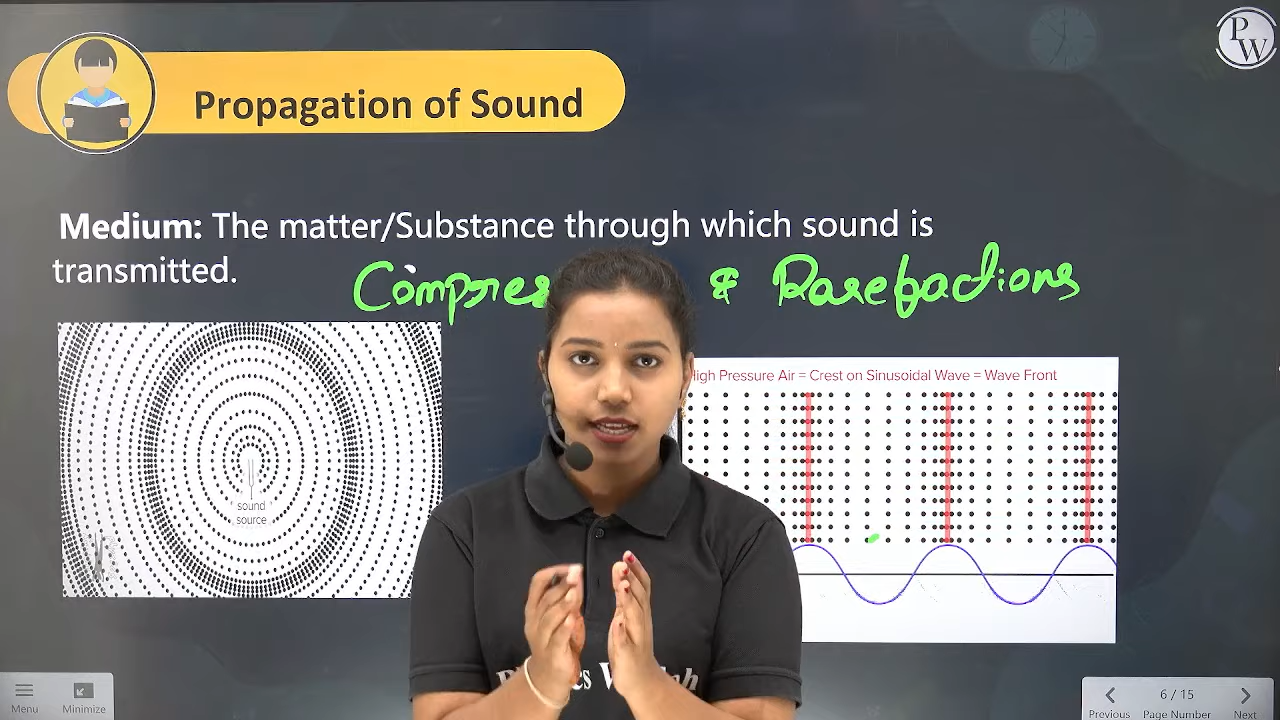 PW
Propagation of Sound
Medium: The matter/Substance through which sound is
transmitted.
& Rarefactions
High Pressure Air = Crest on Sinusoidal Wave = Wave Front
sound
source
Menu
Minimize
6 / 15
Previous
Page Number
Next